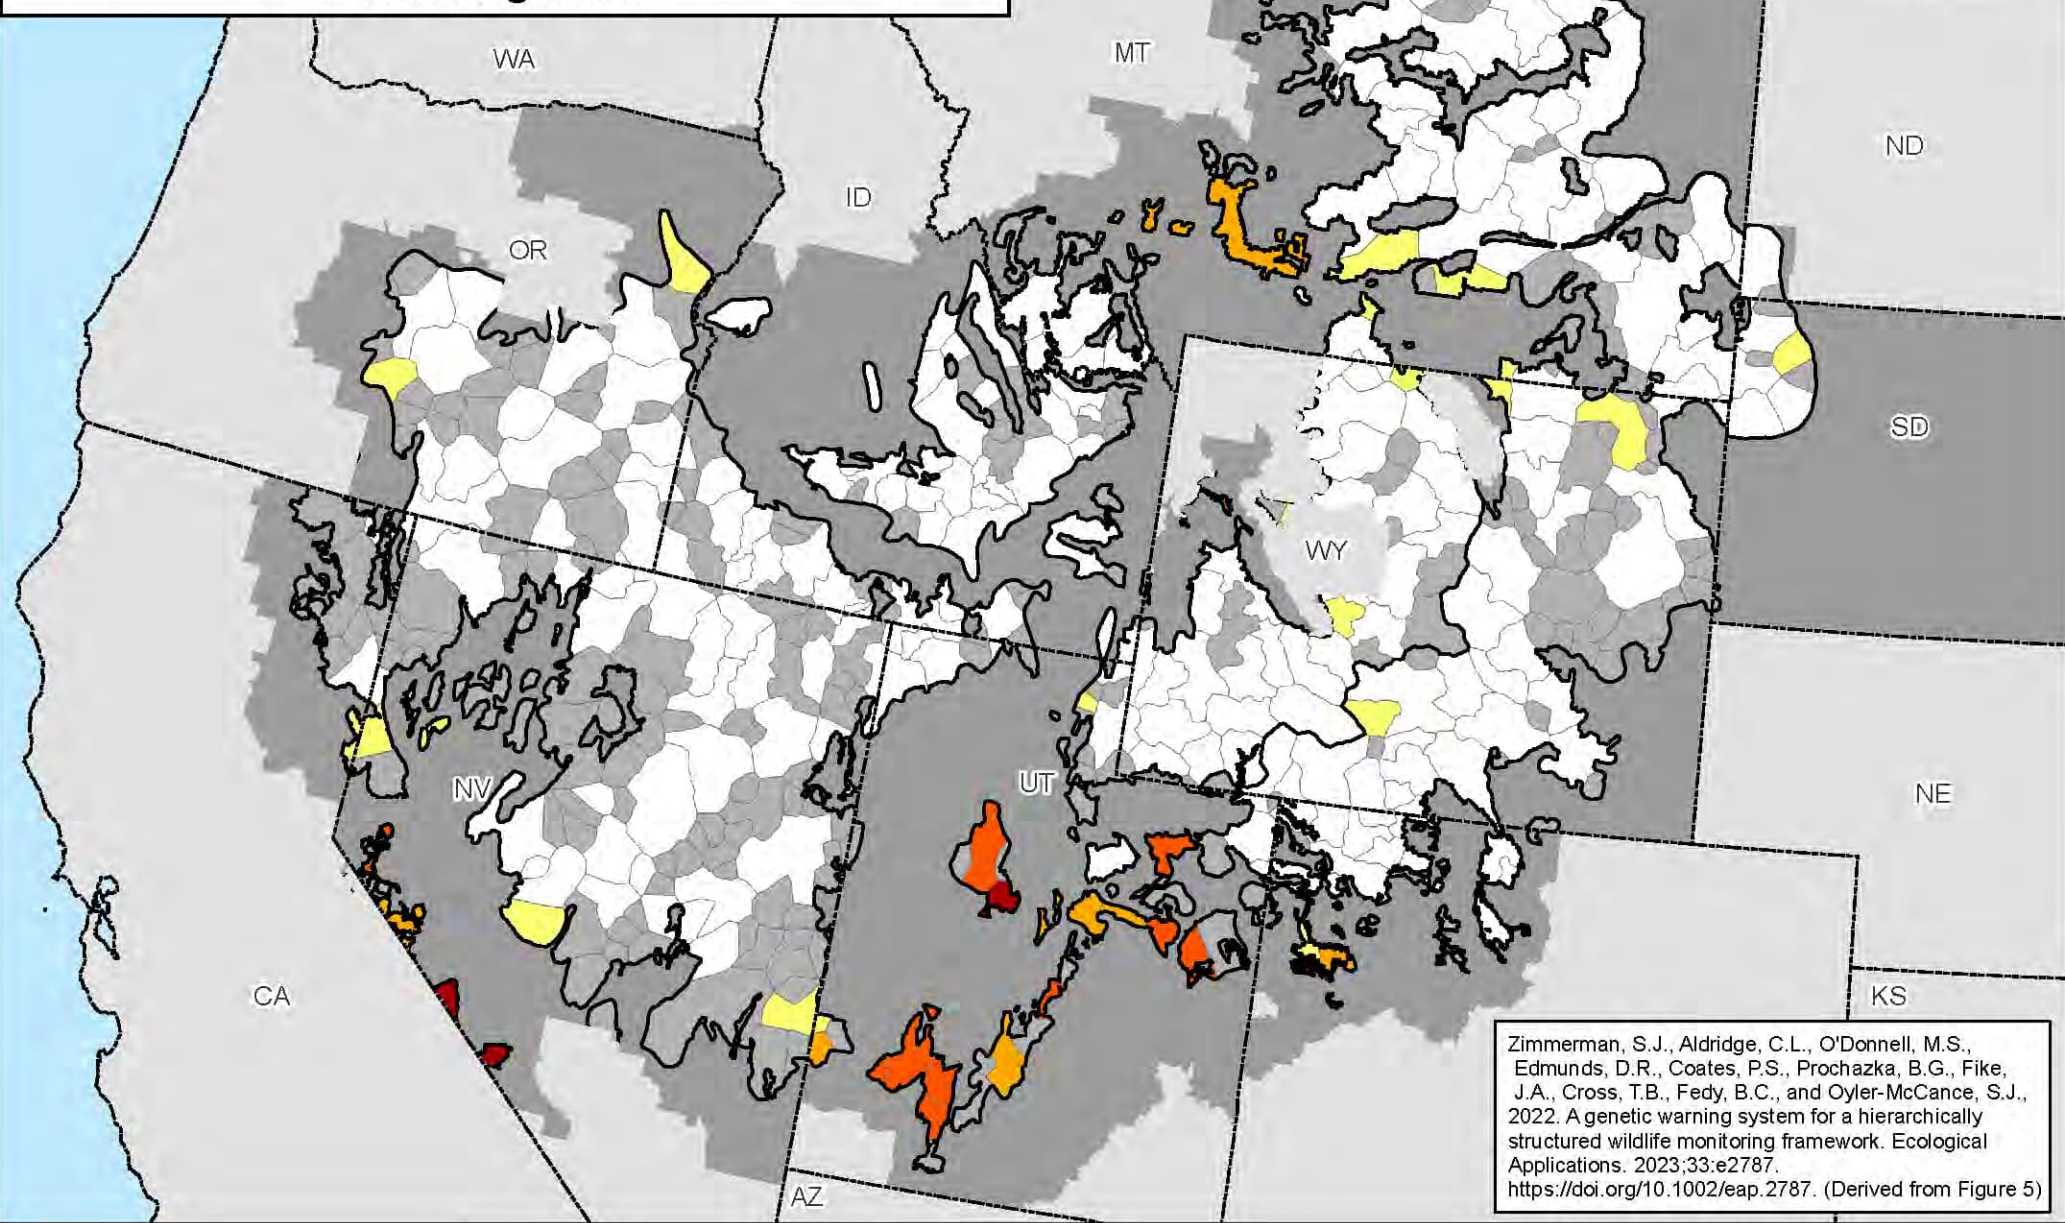 WA
MT
ND
ID
OR
SD
WY
NE
UT
NV
CA
KS
AZ
Zimmerman, S.J., Aldridge, C.L., O'Donnell, M.S.,
Edmunds, D.R., Coates, P.S., Prochazka, B.G., Fike,
J.A., Cross, T.B., Fedy, B.C., and Oyler-McCance, S.J.,
2022. A genetic warning system for a hierarchically
structured wildlife monitoring framework. Ecological
Applications. 2023;33:e2787.
https://doi.org/10.1002/eap.2787. (Derived from Figure 5)